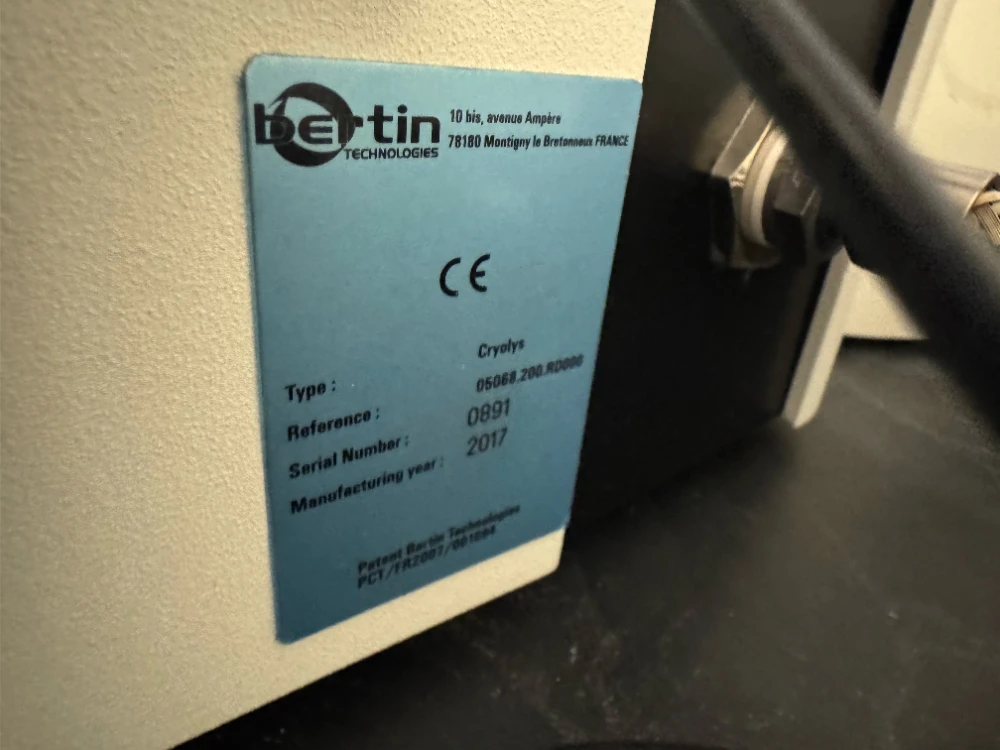 bertin
TECHNOLOGIES
10 bis, avenue Ampère
78180 Montigny le Bretonneux FRANCE
CE
Type : Cryolys
Reference : 05068.200.RD000
Serial Number : 0891
Manufacturing year : 2017
Patent Bertin Technologies
PCT/FR2007/001094